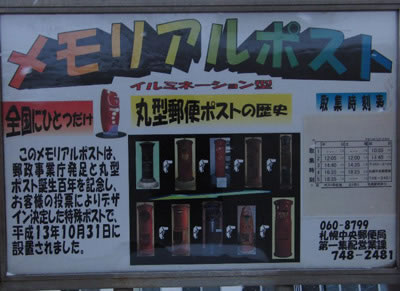 メモリアルポスト
イルミネーション型
全国にひとつだけ
丸型郵便ポストの歴史
取集時刻表
このメモリアルポストは、
郵政事業庁発足と丸型
ポスト誕生百年を記念し、
お客様の投票によりデザ
イン決定した特殊ポストで、
平成13年10月31日に
設置されました。
060-8799
札幌中央郵便局
第一集配営業課
748-2481